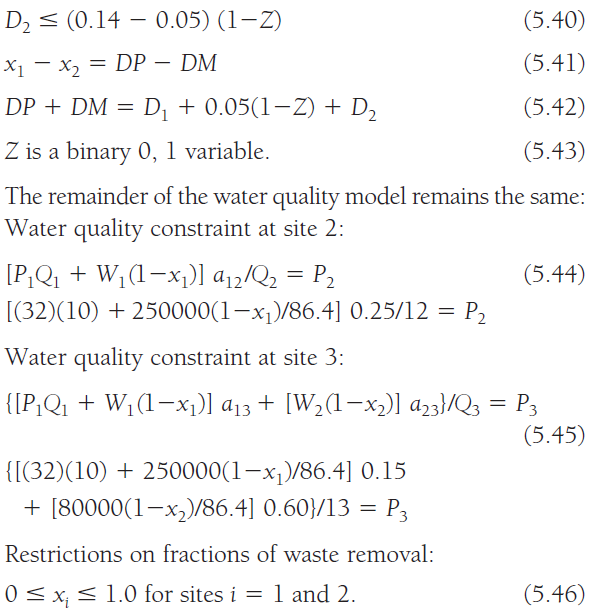 D₂ ≤ (0.14 − 0.05) (1−Z) (5.40)
x₁ − x₂ = DP − DM (5.41)
DP + DM = D₁ + 0.05(1−Z) + D₂ (5.42)
Z is a binary 0, 1 variable. (5.43)
The remainder of the water quality model remains the same:
Water quality constraint at site 2:
[P₁Q₁ + W₁(1−x₁)] a₁₂/Q₂ = P₂ (5.44)
[(32)(10) + 250000(1−x₁)/86.4] 0.25/12 = P₂
Water quality constraint at site 3:
{[P₁Q₁ + W₁(1−x₁)] a₁₃ + [W₂(1−x₂)] a₂₃}/Q₃ = P₃
(5.45)
{[(32)(10) + 250000(1−x₁)/86.4] 0.15
+ [80000(1−x₂)/86.4] 0.60}/13 = P₃
Restrictions on fractions of waste removal:
0 ≤ xᵢ ≤ 1.0 for sites i = 1 and 2. (5.46)